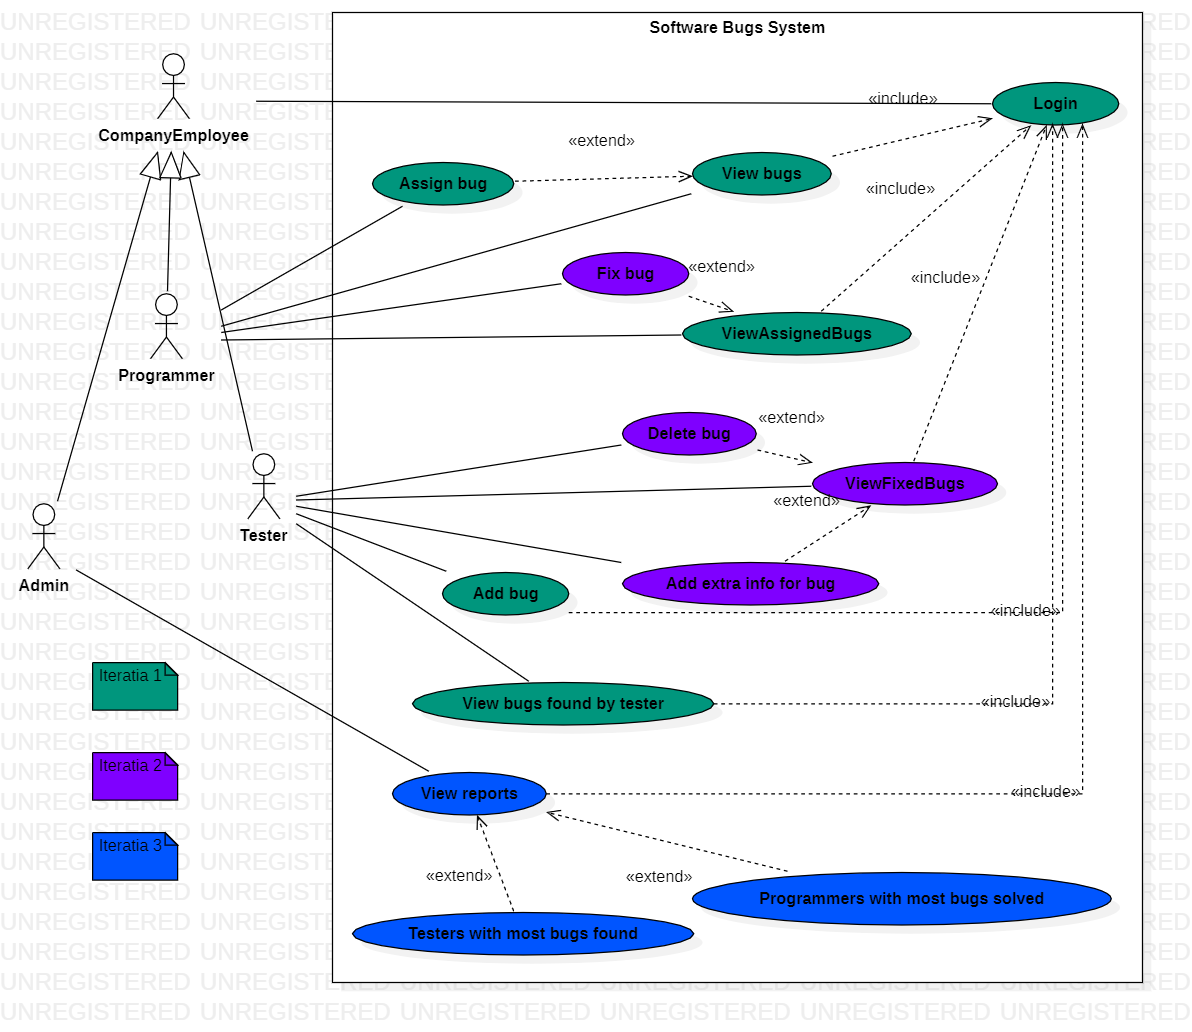 Software Bugs System
CompanyEmployee
«include»
Login
«extend»
Assign bug
View bugs
«include»
Fix bug
«extend»
«include»
ViewAssignedBugs
Programmer
Delete bug
«extend»
ViewFixedBugs
«extend»
Tester
Admin
Add bug
Add extra info for bug
«include»
Iteratia 1
View bugs found by tester
«include»
Iteratia 2
View reports
«include»
Iteratia 3
«extend»
«extend»
Programmers with most bugs solved
Testers with most bugs found
UNREGISTERED UNREGISTERED UNREGISTERED UNREGISTERED UNREGISTERED UNREGISTERED